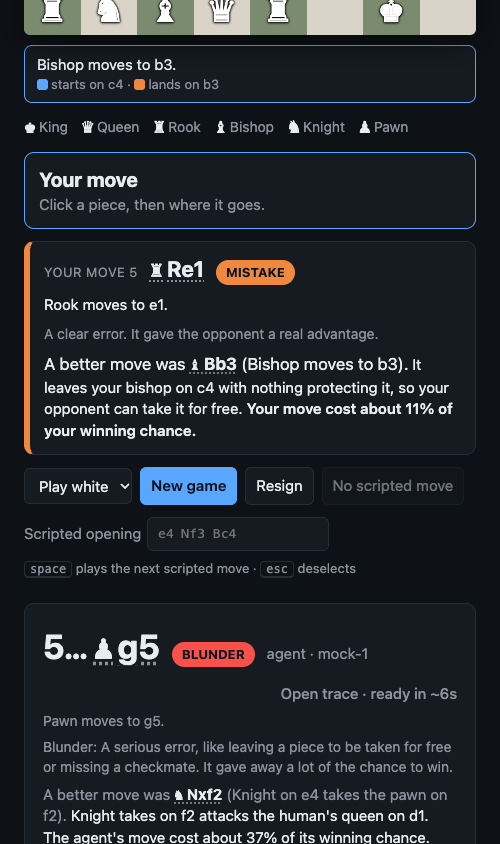 Bishop moves to b3.
starts on c4 · lands on b3
♚ King ♛ Queen ♜ Rook ♝ Bishop ♞ Knight ♟ Pawn
Your move
Click a piece, then where it goes.
YOUR MOVE 5 ♜ Re1 MISTAKE
Rook moves to e1.
A clear error. It gave the opponent a real advantage.
A better move was ♝ Bb3 (Bishop moves to b3). It
leaves your bishop on c4 with nothing protecting it, so your
opponent can take it for free. Your move cost about 11% of
your winning chance.
Play white New game Resign No scripted move
Scripted opening e4 Nf3 Bc4
space plays the next scripted move · esc deselects
5… ♟g5 BLUNDER agent · mock-1
Open trace · ready in ~6s
Pawn moves to g5.
Blunder: A serious error, like leaving a piece to be taken for free
or missing a checkmate. It gave away a lot of the chance to win.
A better move was ♞ Nxf2 (Knight on e4 takes the pawn on
f2). Knight takes on f2 attacks the human's queen on d1.
The agent's move cost about 37% of its winning chance.